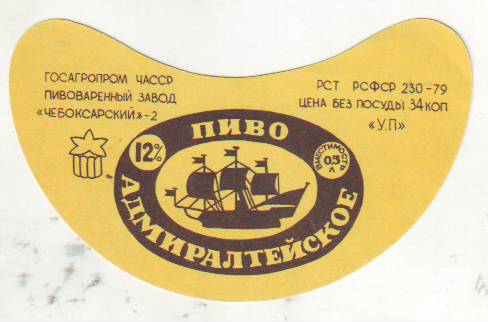 ГОСАГРОПРОМ ЧАССР
ПИВОВАРЕННЫЙ ЗАВОД
«ЧЕБОКСАРСКИЙ»-2
РСТ РСФСР 230-79
ЦЕНА БЕЗ ПОСУДЫ 34 КОП
«У.П»
ПИВО
12%
ВМЕСТИМОСТЬ
0,5
Л
АДМИРАЛТЕЙСКОЕ